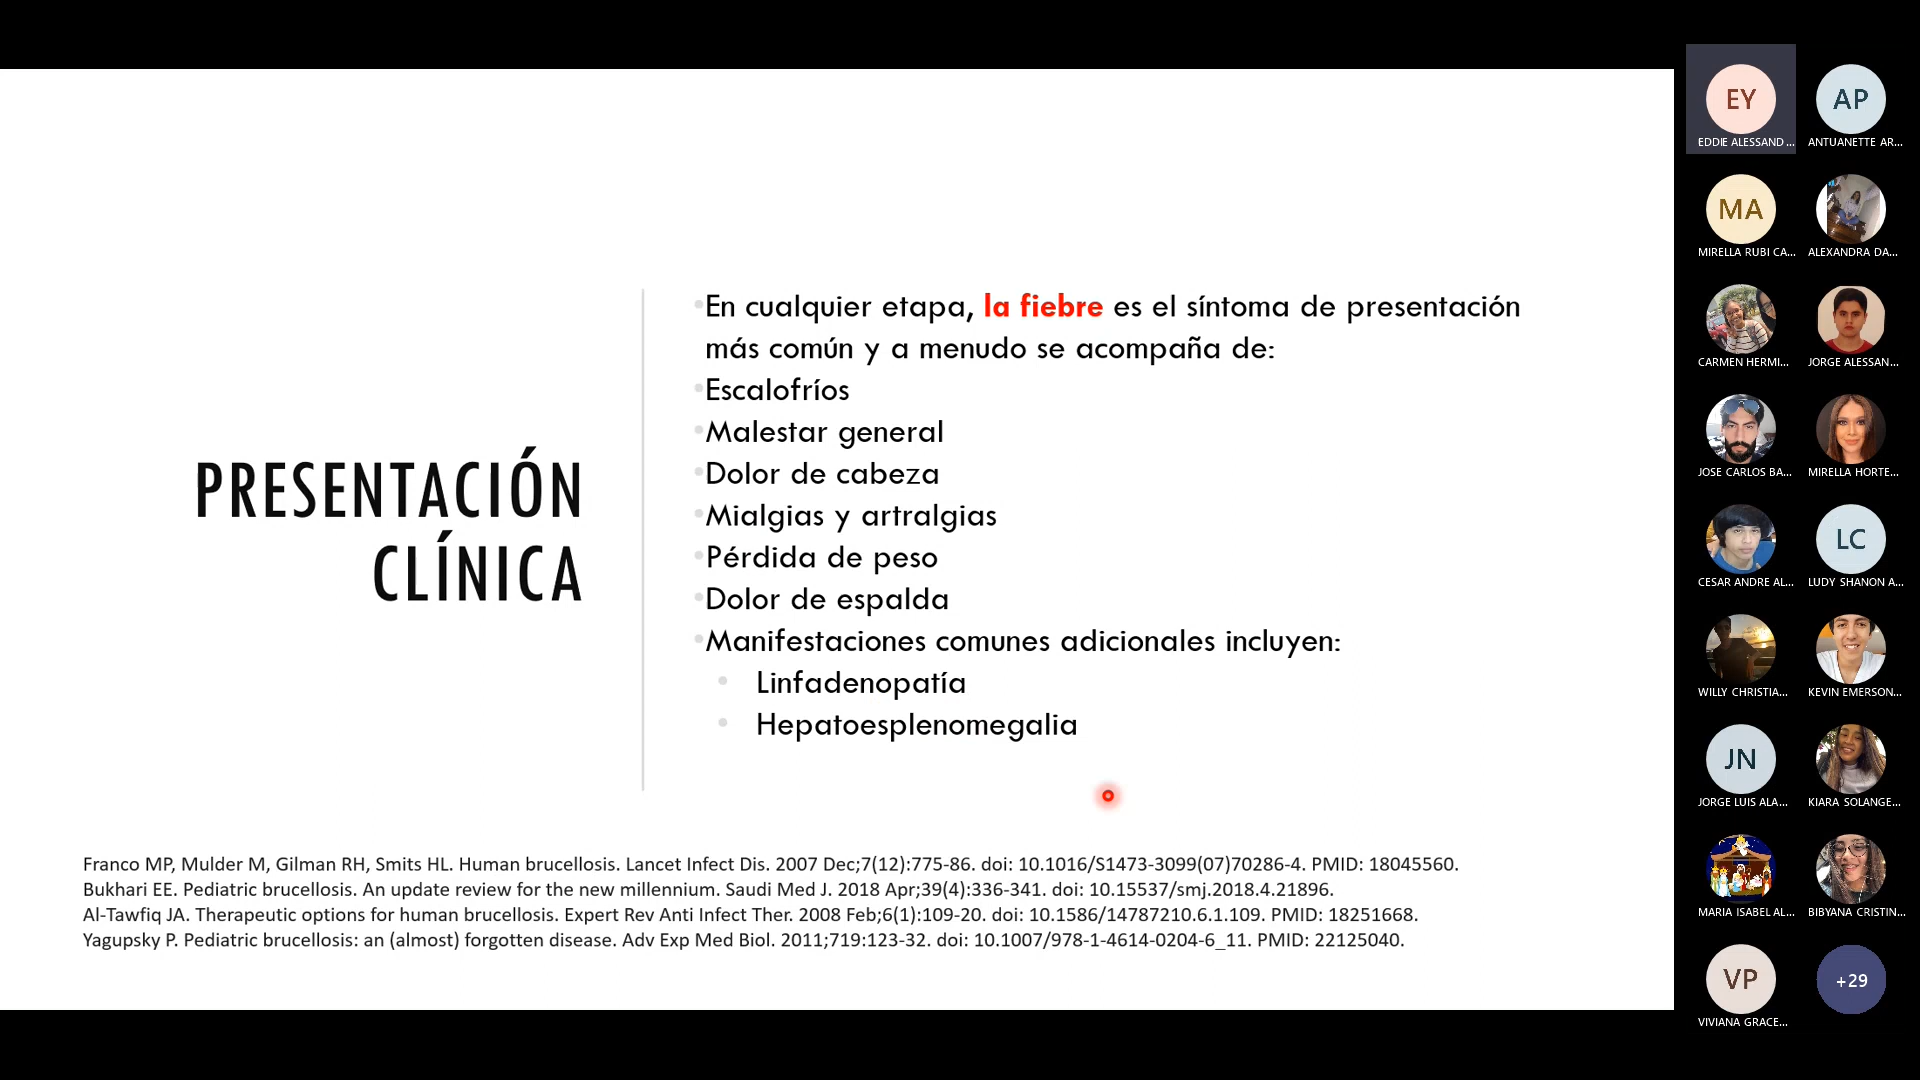 PRESENTACIÓN
CLÍNICA
En cualquier etapa, la fiebre es el síntoma de presentación
más común y a menudo se acompaña de:
Escalofríos
Malestar general
Dolor de cabeza
Mialgias y artralgias
Pérdida de peso
Dolor de espalda
Manifestaciones comunes adicionales incluyen:
Linfadenopatía
Hepatoesplenomegalia
Franco MP, Mulder M, Gilman RH, Smits HL. Human brucellosis. Lancet Infect Dis. 2007 Dec;7(12):775-86. doi: 10.1016/S1473-3099(07)70286-4. PMID: 18045560.
Bukhari EE. Pediatric brucellosis. An update review for the new millennium. Saudi Med J. 2018 Apr;39(4):336-341. doi: 10.15537/smj.2018.4.21896.
Al-Tawfiq JA. Therapeutic options for human brucellosis. Expert Rev Anti Infect Ther. 2008 Feb;6(1):109-20. doi: 10.1586/14787210.6.1.109. PMID: 18251668.
Yagupsky P. Pediatric brucellosis: an (almost) forgotten disease. Adv Exp Med Biol. 2011;719:123-32. doi: 10.1007/978-1-4614-0204-6_11. PMID: 22125040.
EY
EDDIE ALESSAND...
AP
ANTUANETTE AR...
MA
MIRELLA RUBI CA...
ALEXANDRA DA...
CARMEN HERMI...
JORGE ALESSAN...
JOSE CARLOS BA...
MIRELLA HORTE...
CESAR ANDRE AL...
LC
LUDY SHANON A...
WILLY CHRISTIA...
KEVIN EMERSON...
JN
JORGE LUIS ALA...
KIARA SOLANGE...
MARIA ISABEL AL...
BIBYANA CRISTIN...
VP
VIVIANA GRACE...
+29